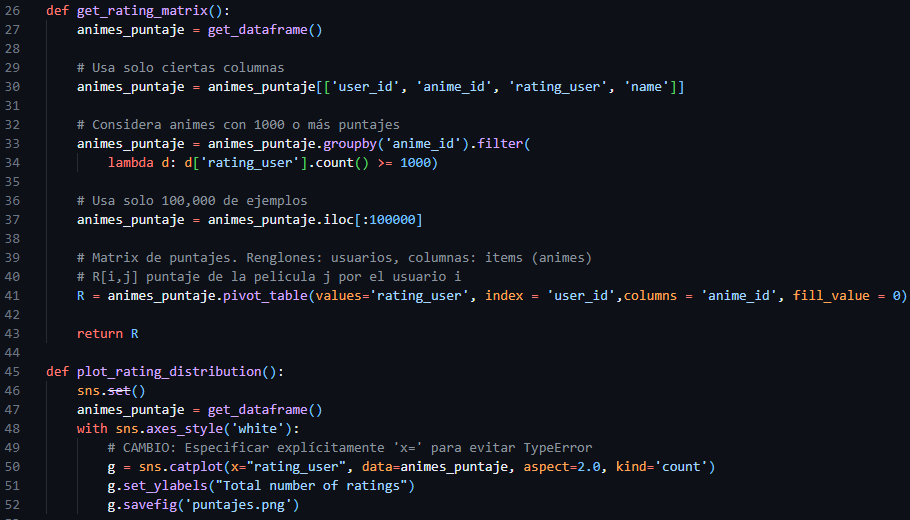 26 def get_rating_matrix():
27     animes_puntaje = get_dataframe()
28
29     # Usa solo ciertas columnas
30     animes_puntaje = animes_puntaje[['user_id', 'anime_id', 'rating_user', 'name']]
31
32     # Considera animes con 1000 o más puntajes
33     animes_puntaje = animes_puntaje.groupby('anime_id').filter(
34         lambda d: d['rating_user'].count() >= 1000)
35
36     # Usa solo 100,000 de ejemplos
37     animes_puntaje = animes_puntaje.iloc[:100000]
38
39     # Matrix de puntajes. Renglones: usuarios, columnas: items (animes)
40     # R[i,j] puntaje de la pelicula j por el usuario i
41     R = animes_puntaje.pivot_table(values='rating_user', index = 'user_id',columns = 'anime_id', fill_value = 0)
42
43     return R
44
45 def plot_rating_distribution():
46     sns.set()
47     animes_puntaje = get_dataframe()
48     with sns.axes_style('white'):
49         # CAMBIO: Especificar explícitamente 'x=' para evitar TypeError
50         g = sns.catplot(x="rating_user", data=animes_puntaje, aspect=2.0, kind='count')
51         g.set_ylabels("Total number of ratings")
52         g.savefig('puntajes.png')